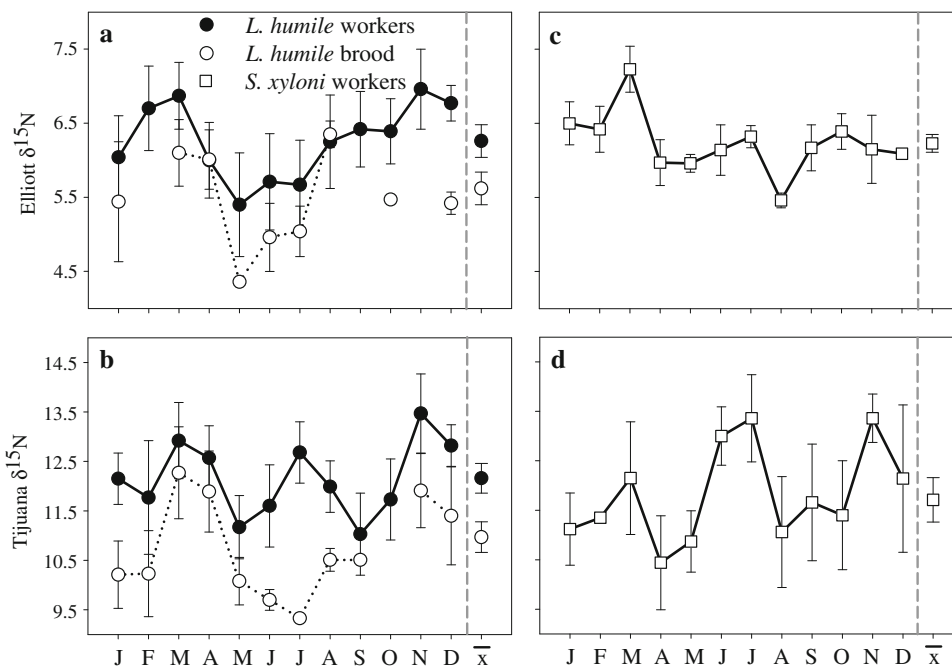 a
L. humile workers
L. humile brood
S. xyloni workers
c
7.5
6.5
5.5
4.5
Elliott δ15N
b
d
14.5
13.5
12.5
11.5
10.5
9.5
Tijuana δ15N
J F M A M J J A S O N D x̄
J F M A M J J A S O N D x̄